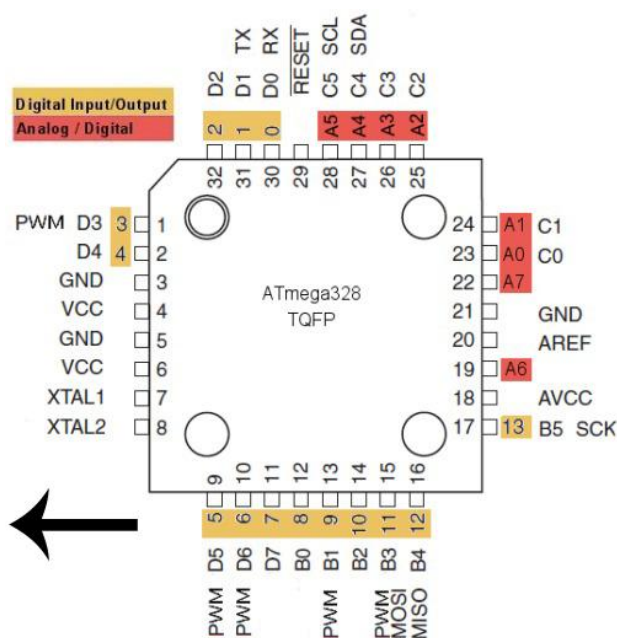 D2
D1 TX
D0 RX
RESET
C5 SCL
C4 SDA
C3
C2
Digital Input/Output
Analog / Digital
2
1
0
A5
A4
A3
A2
32
31
30
29
28
27
26
25
PWM D3 3 1
D4 4 2
GND 3
VCC 4
GND 5
VCC 6
XTAL1 7
XTAL2 8
ATmega328
TQFP
24 A1 C1
23 A0 C0
22 A7
21 GND
20 AREF
19 A6
18 AVCC
17 13 B5 SCK
9
10
11
12
13
14
15
16
5
6
7
8
9
10
11
12
PWM D5
PWM D6
D7
B0
PWM B1
B2
PWM B3
MOSI
MISO B4